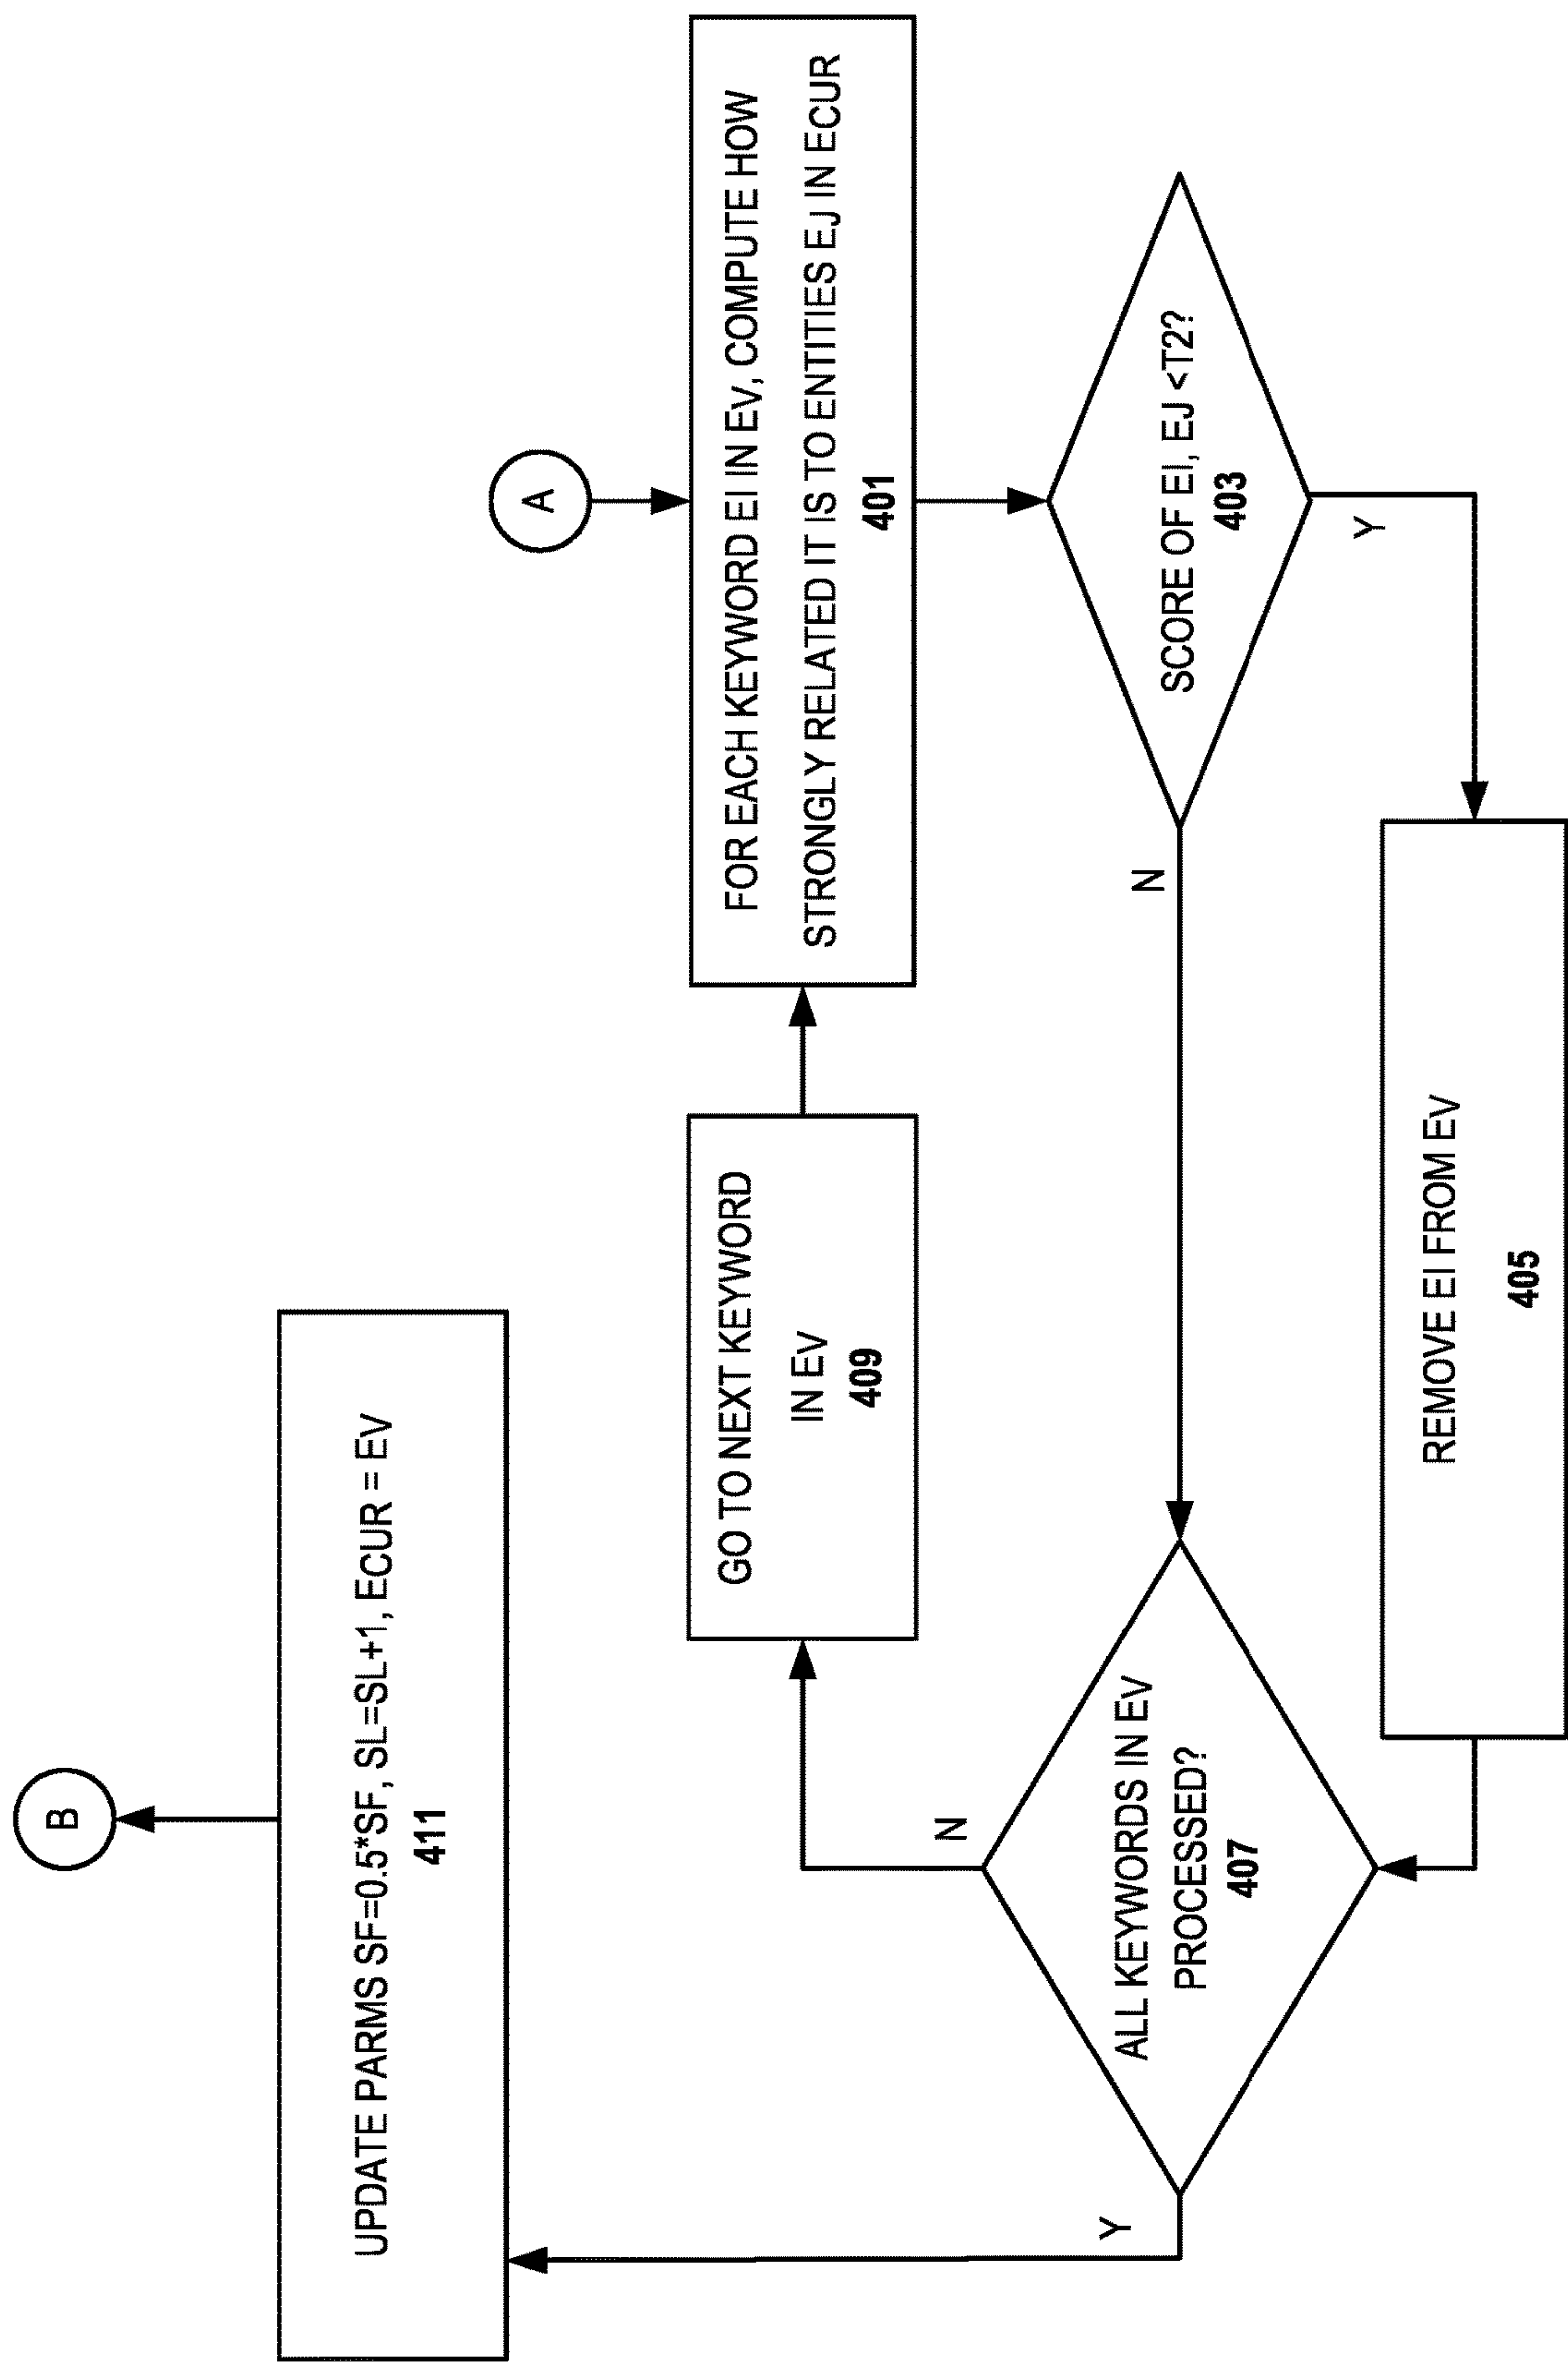 A
FOR EACH KEYWORD EI IN EV, COMPUTE HOW
STRONGLY RELATED IT IS TO ENTITIES EJ IN ECUR
401
SCORE OF EI, EJ <T2?
403
Y
N
REMOVE EI FROM EV
405
ALL KEYWORDS IN EV
PROCESSED?
407
N
Y
GO TO NEXT KEYWORD
IN EV
409
UPDATE PARMS SF=0.5*SF, SL=SL+1, ECUR = EV
411
B